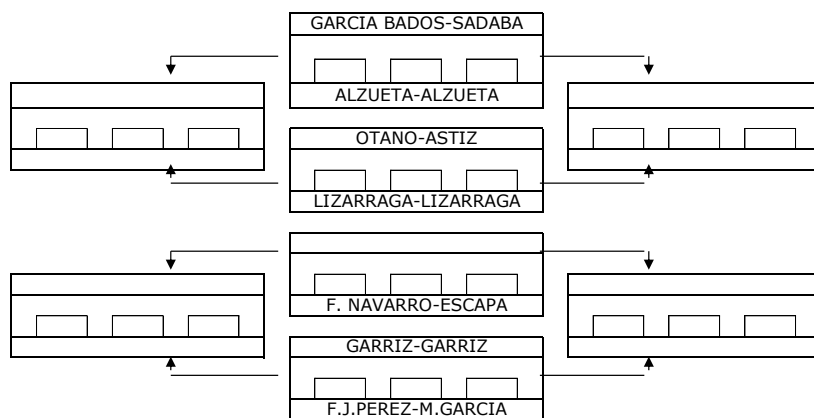 GARCIA BADOS-SADABA
ALZUETA-ALZUETA
OTANO-ASTIZ
LIZARRAGA-LIZARRAGA
F. NAVARRO-ESCAPA
GARRIZ-GARRIZ
F.J.PEREZ-M.GARCIA